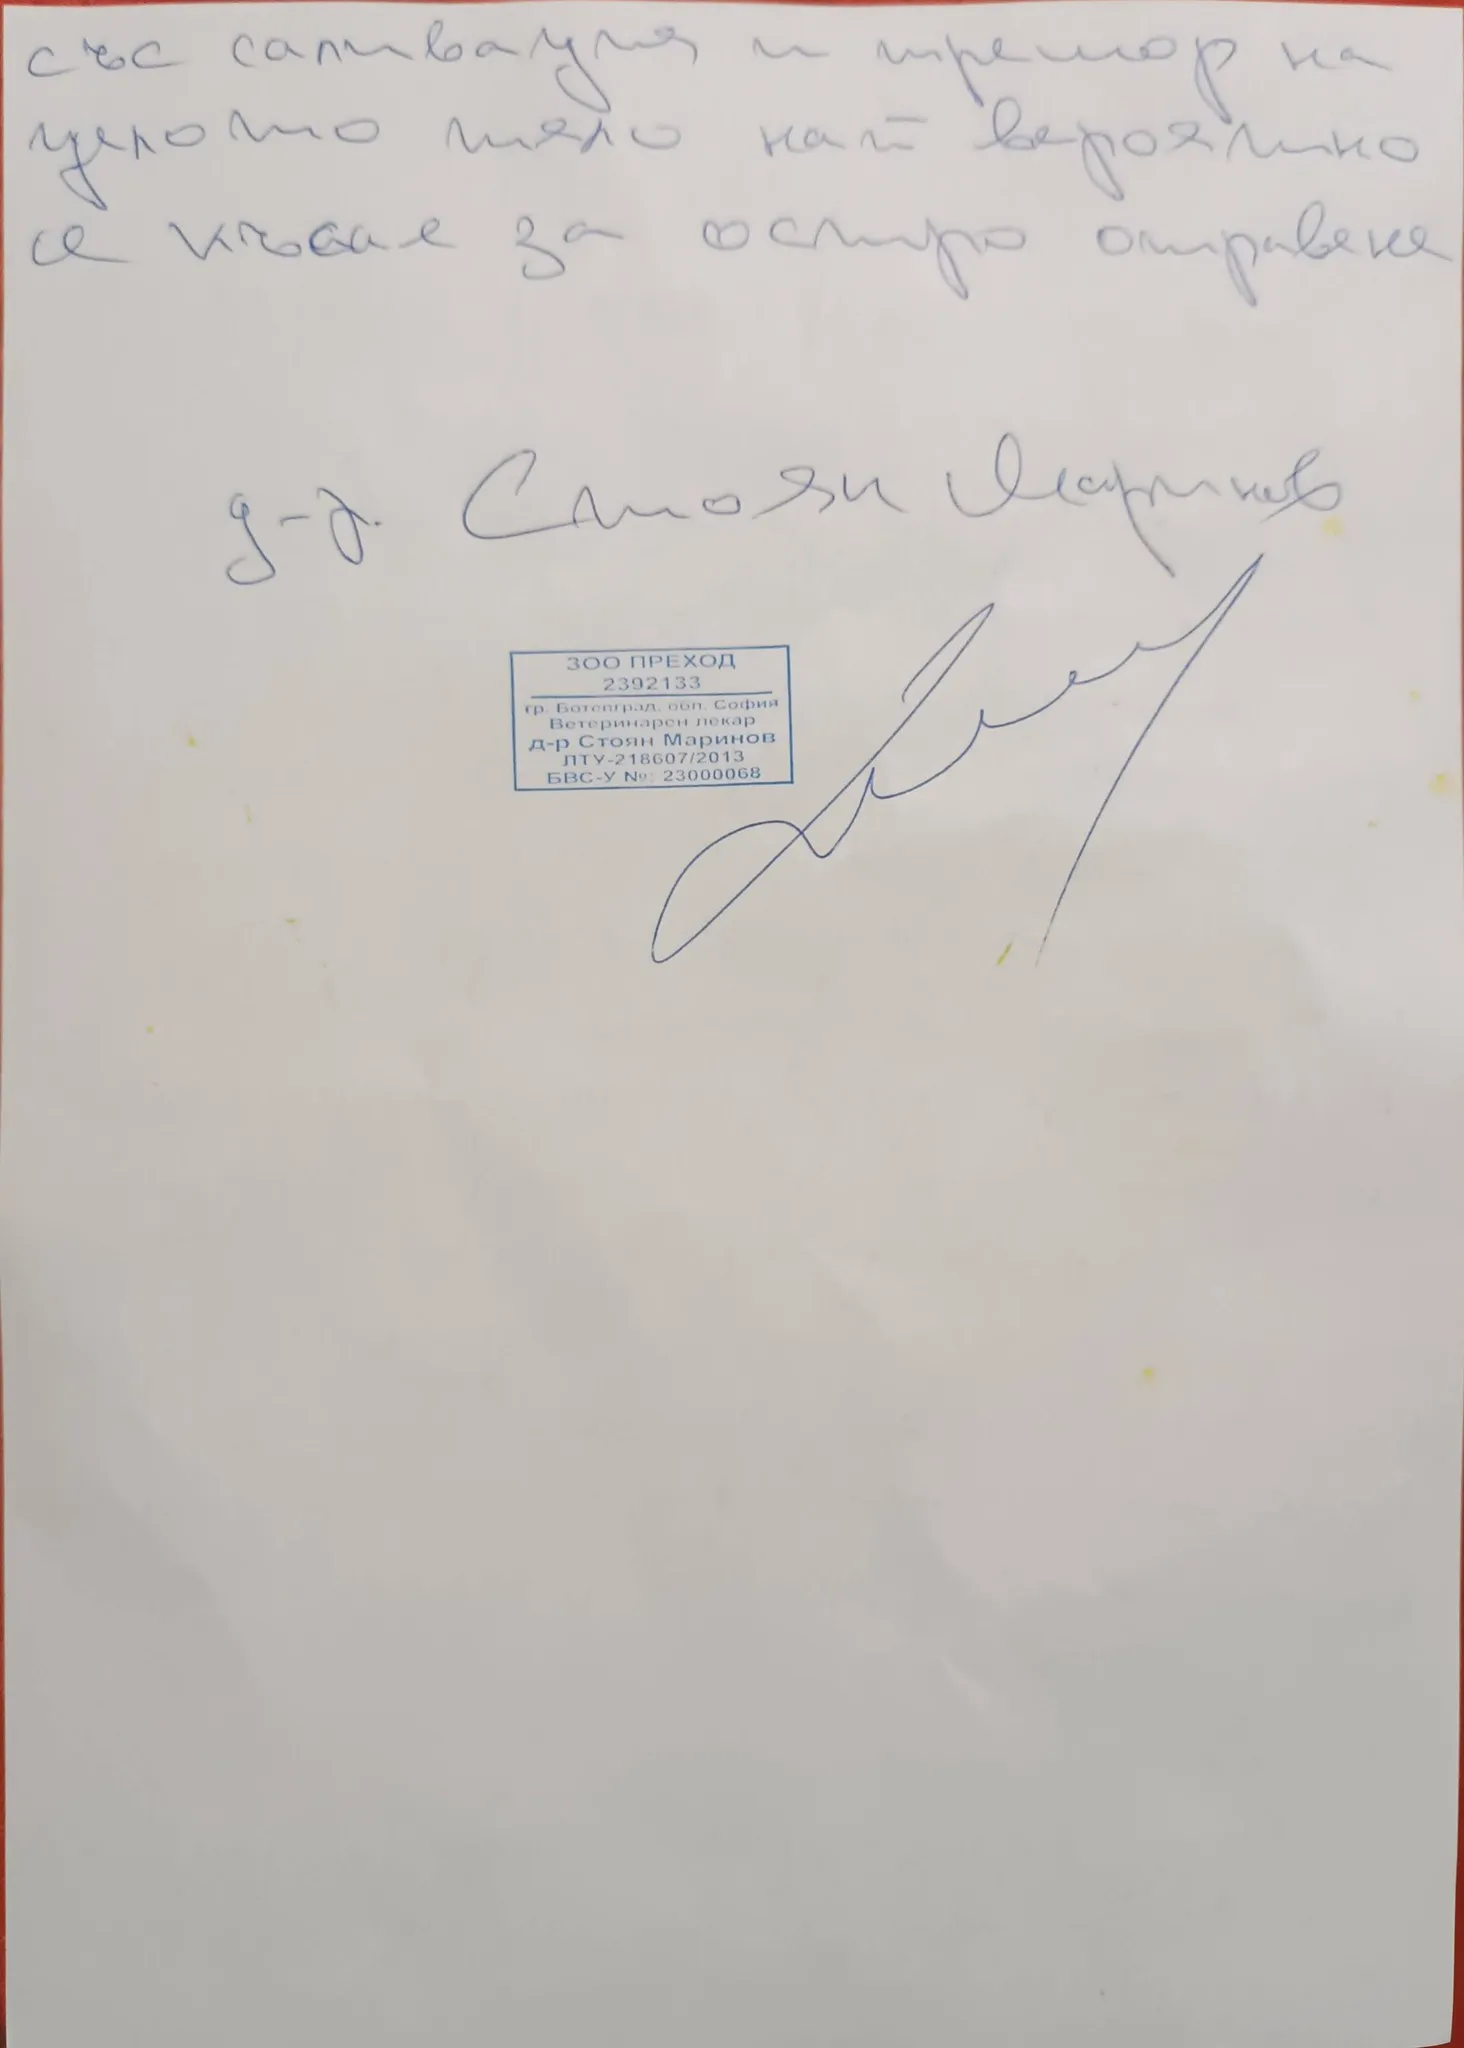 със саливация и тремор на
цялото тяло най вероятно
се касае за остро отравяне
д-р. Стоян Маринов
ЗОО ПРЕХОД
2392133
гр. Ботевград, обл. София
Ветеринарен лекар
д-р Стоян Маринов
ЛТУ-218607/2013
БВС-У №: 23000068